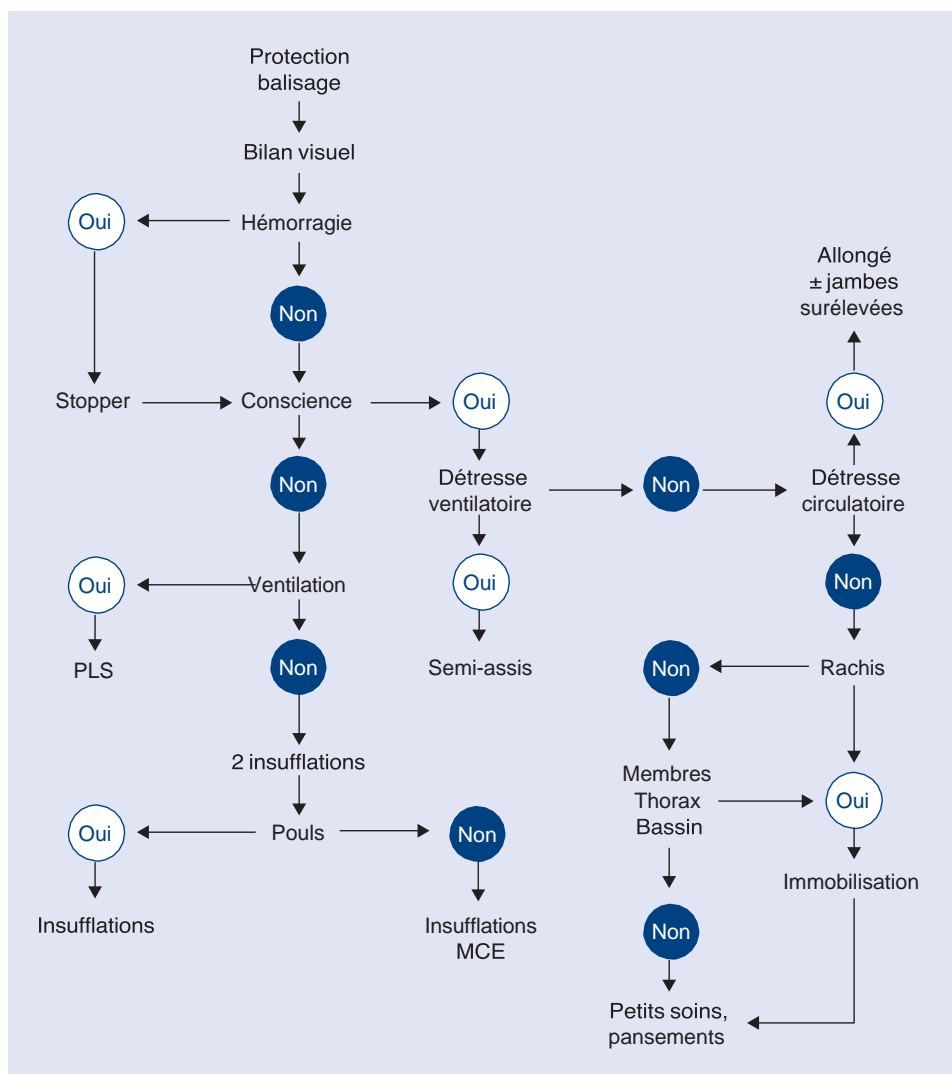 Protection
balisage
Bilan visuel
Oui
Hémorragie
Non
Allongé
± jambes
surélevées
Stopper
Conscience
Oui
Oui
Non
Détresse
ventilatoire
Non
Détresse
circulatoire
Oui
Ventilation
Oui
Non
PLS
Non
Semi-assis
Non
Rachis
2 insufflations
Membres
Thorax
Bassin
Oui
Oui
Pouls
Non
Immobilisation
Insufflations
Insufflations
MCE
Non
Petits soins,
pansements